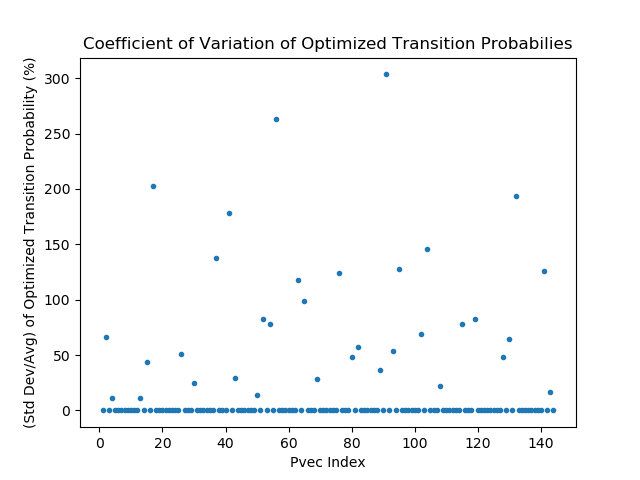 Coefficient of Variation of Optimized Transition Probabilies
(Std Dev/Avg) of Optimized Transition Probability (%)
300
250
200
150
100
50
0
0 20 40 60 80 100 120 140
Pvec Index